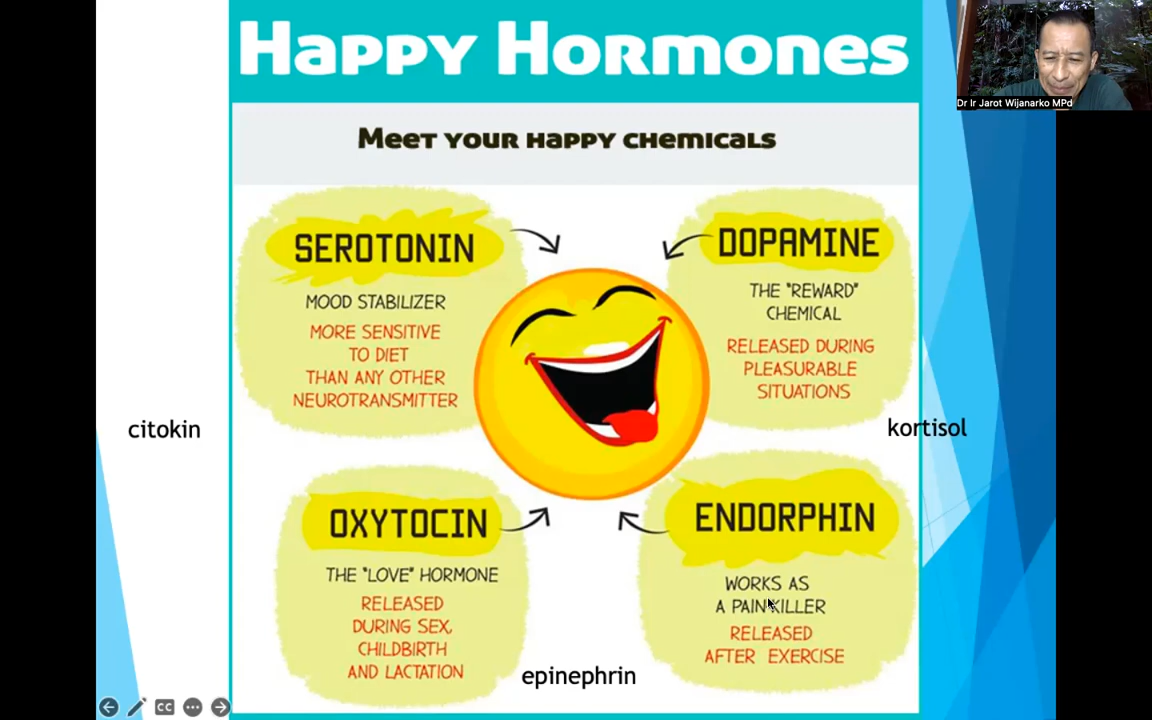 Happy Hormones
Dr Ir Jarot Wijanarko MPd
Meet your happy chemicals
SEROTONIN
MOOD STABILIZER
MORE SENSITIVE
TO DIET
THAN ANY OTHER
NEUROTRANSMITTER
DOPAMINE
THE "REWARD"
CHEMICAL
RELEASED DURING
PLEASURABLE
SITUATIONS
citokin
kortisol
OXYTOCIN
THE "LOVE" HORMONE
RELEASED
DURING SEX,
CHILDBIRTH
AND LACTATION
ENDORPHIN
WORKS AS
A PAINKILLER
RELEASED
AFTER EXERCISE
epinephrin
CC